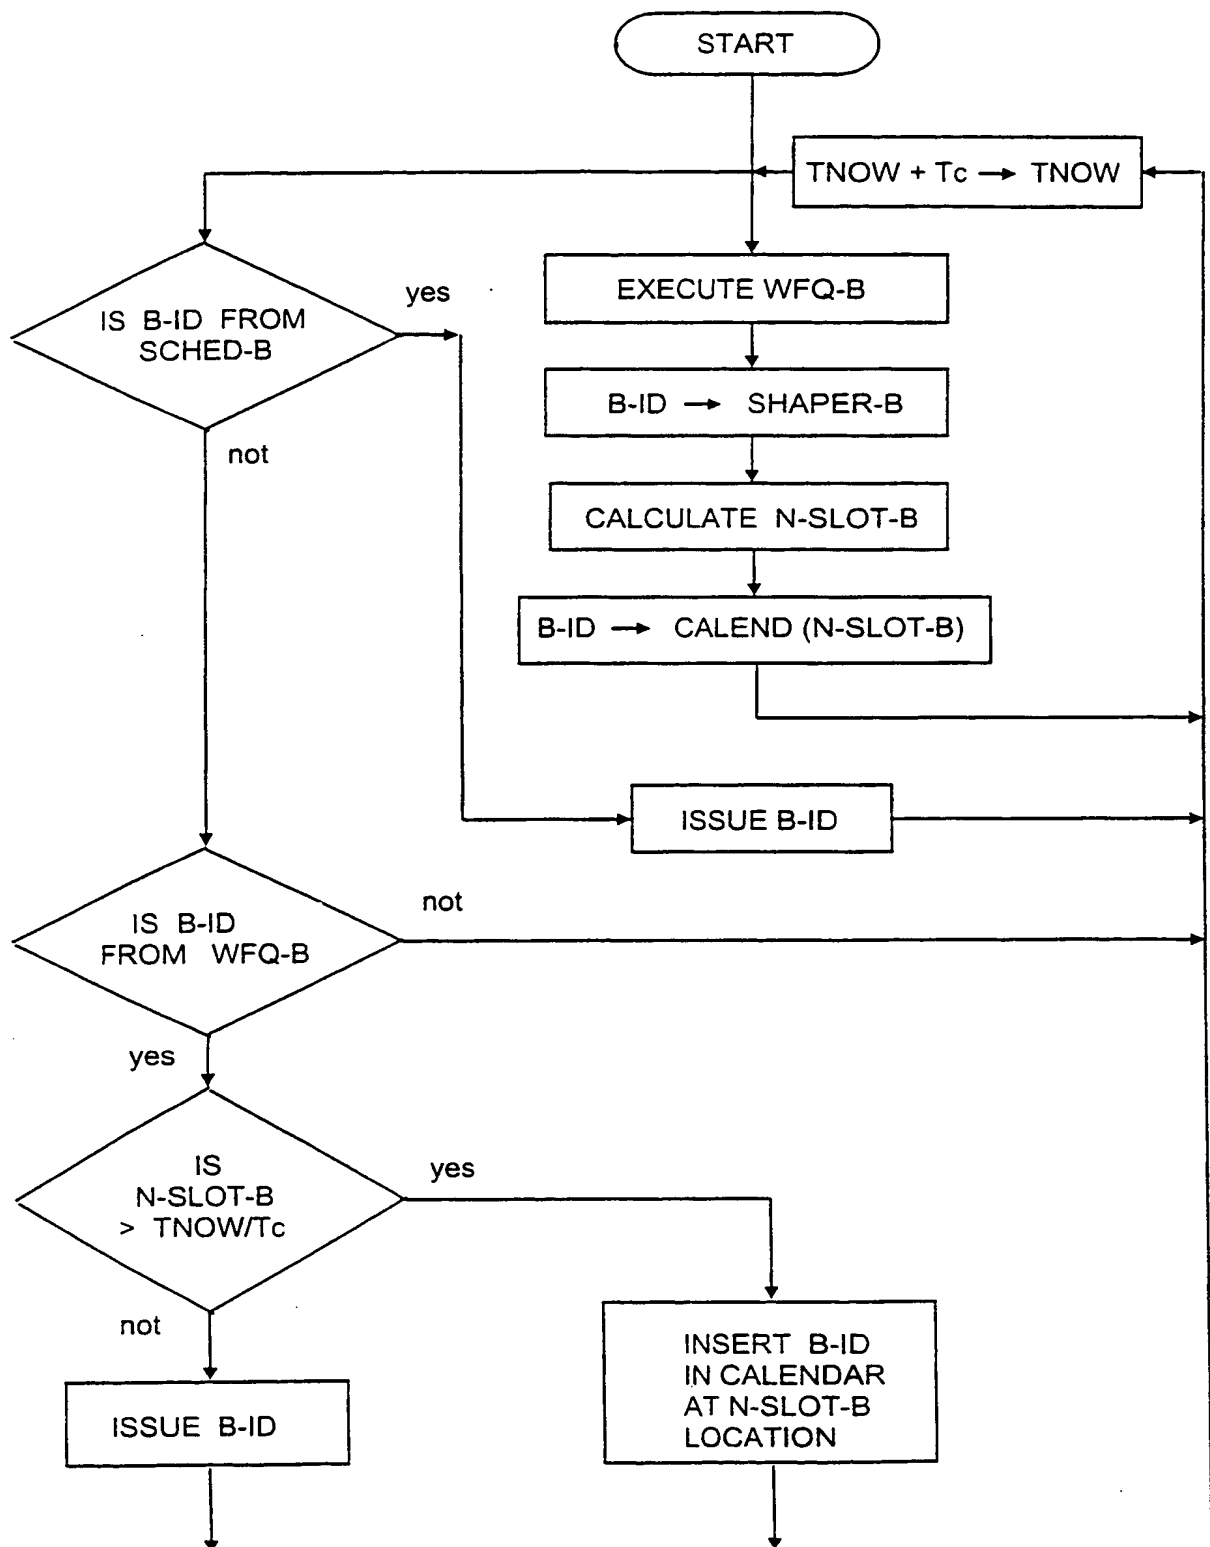 START
TNOW + Tc → TNOW
EXECUTE WFQ-B
yes
IS B-ID FROM
SCHED-B
B-ID → SHAPER-B
not
CALCULATE N-SLOT-B
B-ID → CALEND (N-SLOT-B)
ISSUE B-ID
not
IS B-ID
FROM WFQ-B
yes
IS
N-SLOT-B
> TNOW/Tc
yes
not
INSERT B-ID
IN CALENDAR
AT N-SLOT-B
LOCATION
ISSUE B-ID